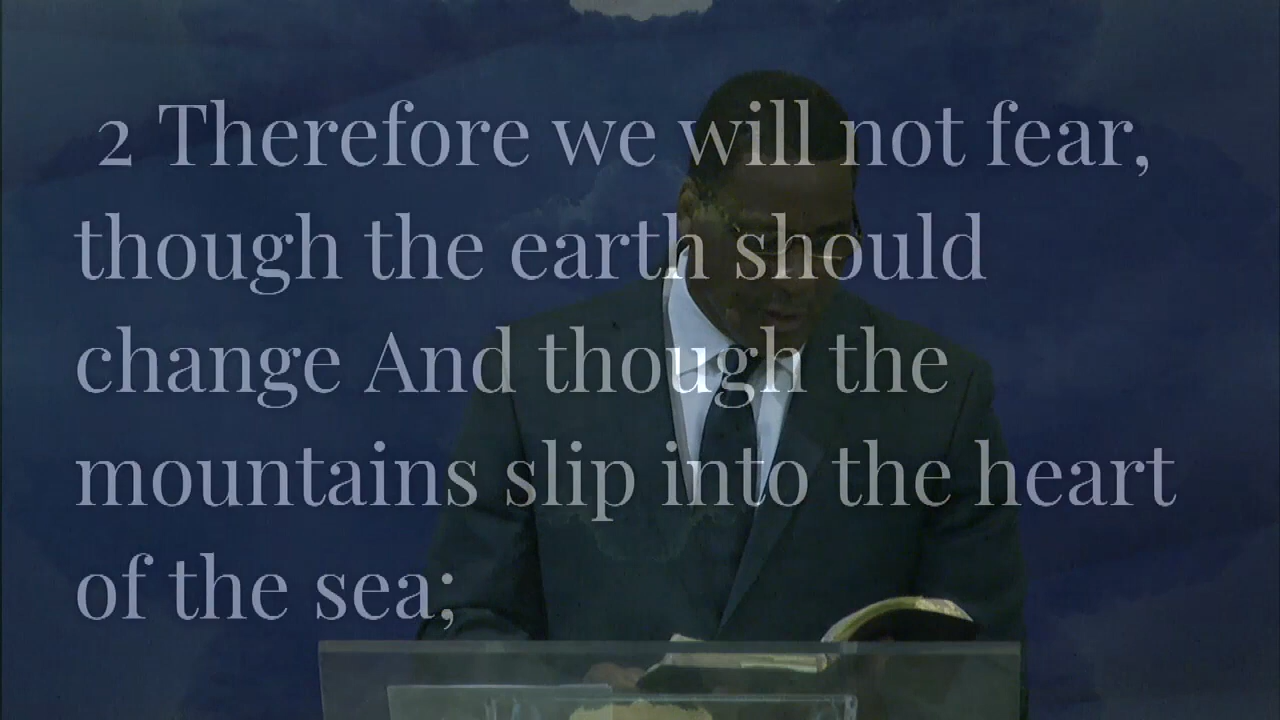 2 Therefore we will not fear,
though the earth should
change And though the
mountains slip into the heart
of the sea;